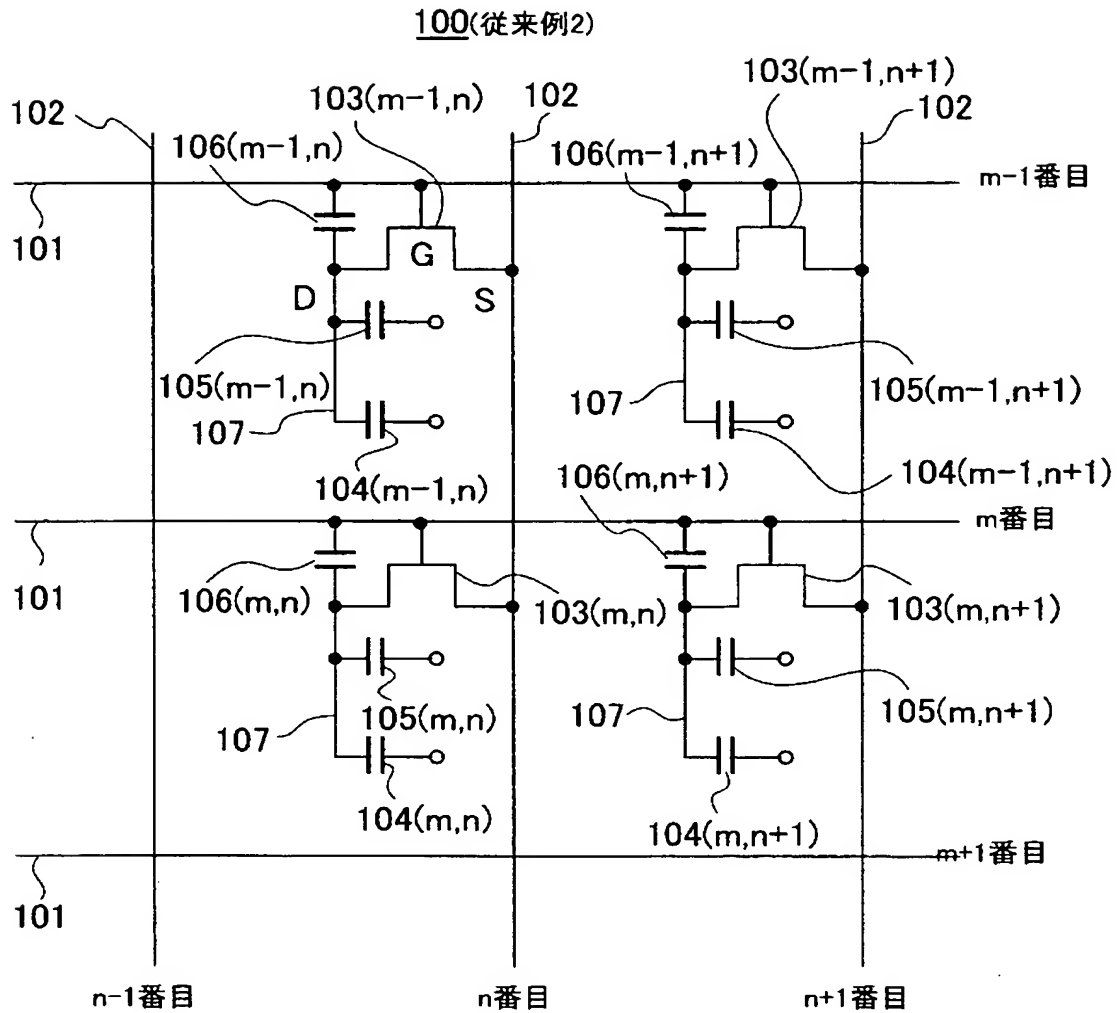 100(従来例2)
103(m-1,n+1)
103(m-1,n)
102
102
102
106(m-1,n)
106(m-1,n+1)
m-1番目
101
G
D
S
105(m-1,n)
105(m-1,n+1)
107
107
104(m-1,n)
104(m-1,n+1)
106(m,n+1)
m番目
101
106(m,n)
103(m,n)
103(m,n+1)
105(m,n)
105(m,n+1)
107
107
104(m,n)
104(m,n+1)
m+1番目
101
n-1番目
n番目
n+1番目